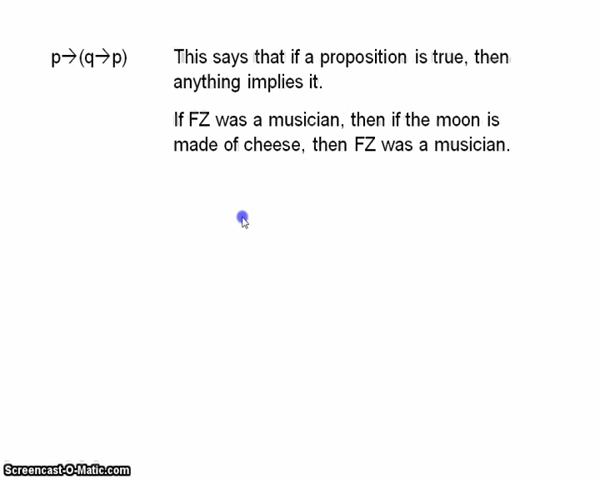 p→(q→p) This says that if a proposition is true, then
anything implies it.
If FZ was a musician, then if the moon is
made of cheese, then FZ was a musician.
Screencast-O-Matic.com